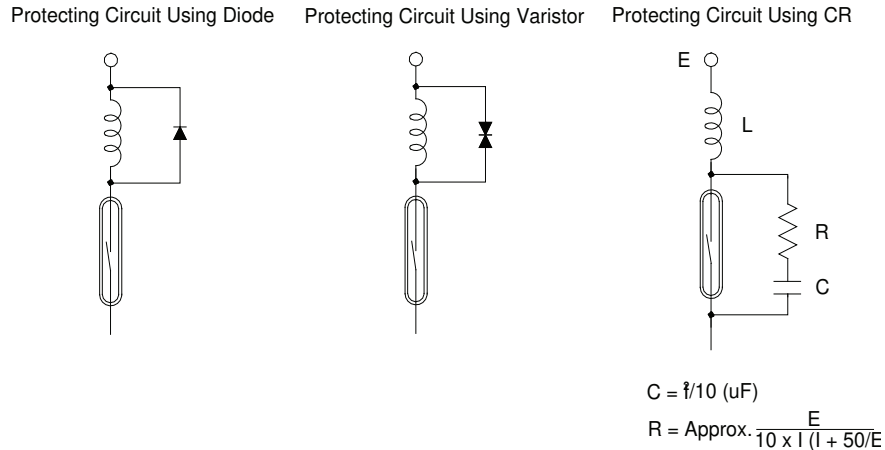 Protecting Circuit Using Diode
Protecting Circuit Using Varistor
Protecting Circuit Using CR
E
L
R
C
C = I²/10 (uF)
R = Approx. E
10 x I (I + 50/E